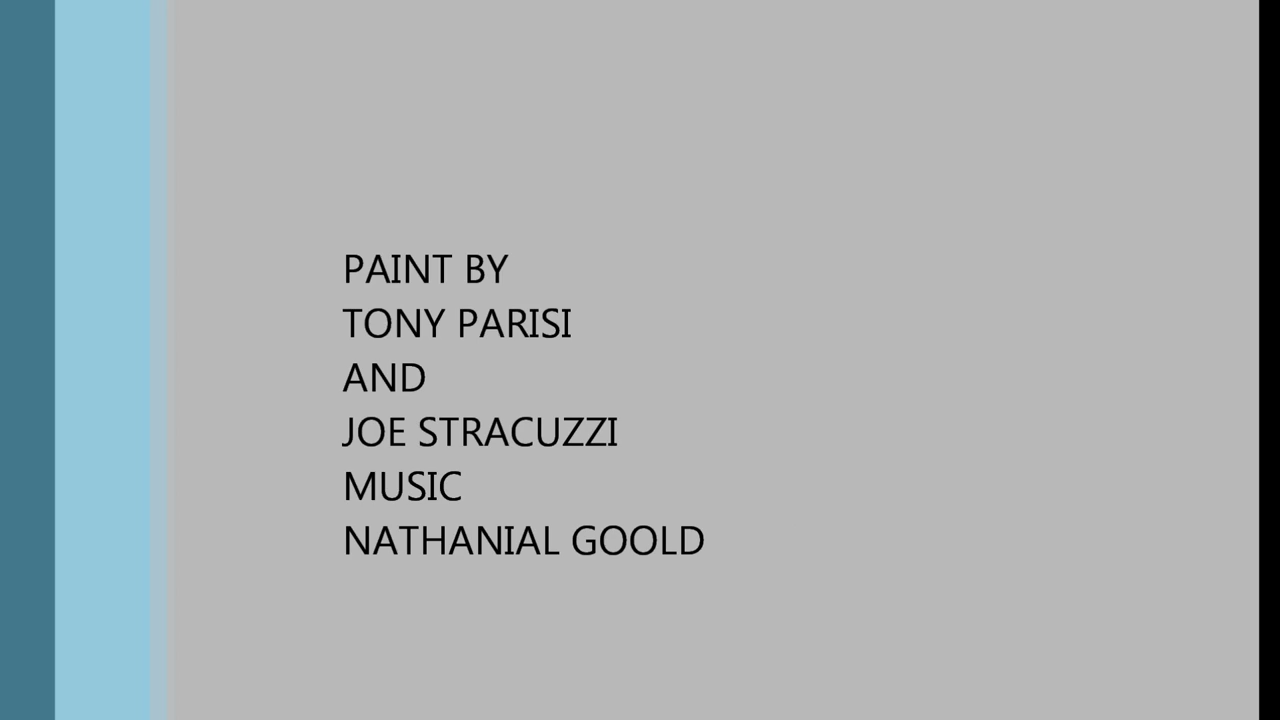 PAINT BY
TONY PARISI
AND
JOE STRACUZZI
MUSIC
NATHANIAL GOOLD